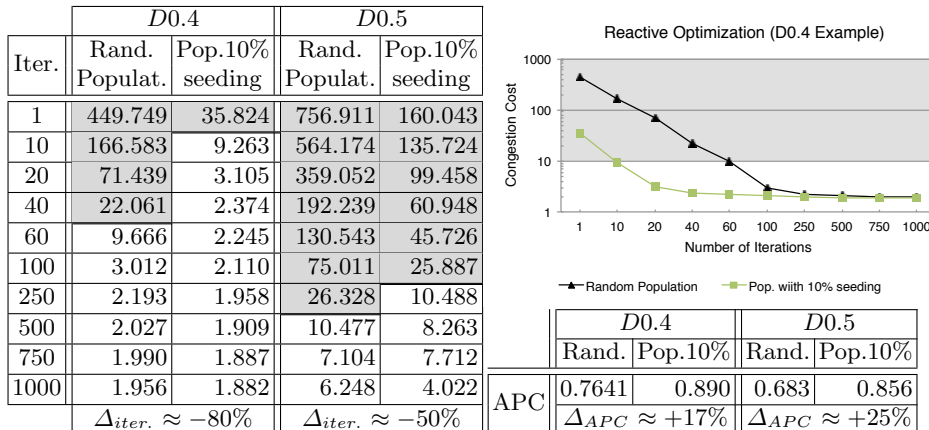 D0.4 D0.5
Iter. Rand. Populat. Pop.10% seeding Rand. Populat. Pop.10% seeding
1 449.749 35.824 756.911 160.043
10 166.583 9.263 564.174 135.724
20 71.439 3.105 359.052 99.458
40 22.061 2.374 192.239 60.948
60 9.666 2.245 130.543 45.726
100 3.012 2.110 75.011 25.887
250 2.193 1.958 26.328 10.488
500 2.027 1.909 10.477 8.263
750 1.990 1.887 7.104 7.712
1000 1.956 1.882 6.248 4.022
Δiter. ≈ −80% Δiter. ≈ −50%
Reactive Optimization (D0.4 Example)
Congestion Cost
1000
100
10
1
1 10 20 40 60 100 250 500 750 1000
Number of Iterations
Random Population Pop. wiith 10% seeding
D0.4 D0.5
Rand. Pop.10% Rand. Pop.10%
APC 0.7641 0.890 0.683 0.856
ΔAPC ≈ +17% ΔAPC ≈ +25%